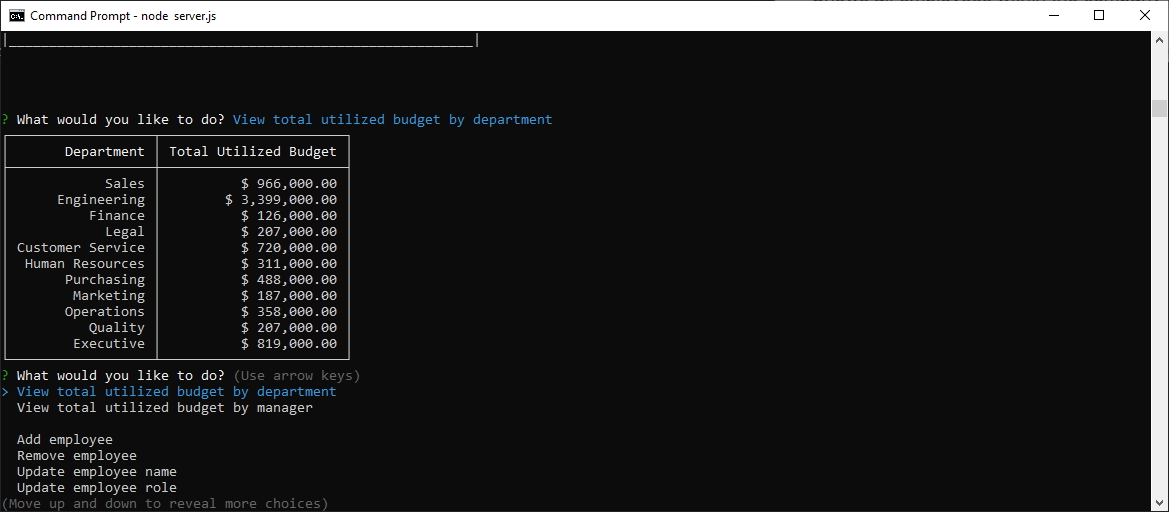 Command Prompt - node server.js
? What would you like to do? View total utilized budget by department
Department Total Utilized Budget
Sales $ 966,000.00
Engineering $ 3,399,000.00
Finance $ 126,000.00
Legal $ 207,000.00
Customer Service $ 720,000.00
Human Resources $ 311,000.00
Purchasing $ 488,000.00
Marketing $ 187,000.00
Operations $ 358,000.00
Quality $ 207,000.00
Executive $ 819,000.00
? What would you like to do? (Use arrow keys)
> View total utilized budget by department
View total utilized budget by manager
Add employee
Remove employee
Update employee name
Update employee role
(Move up and down to reveal more choices)